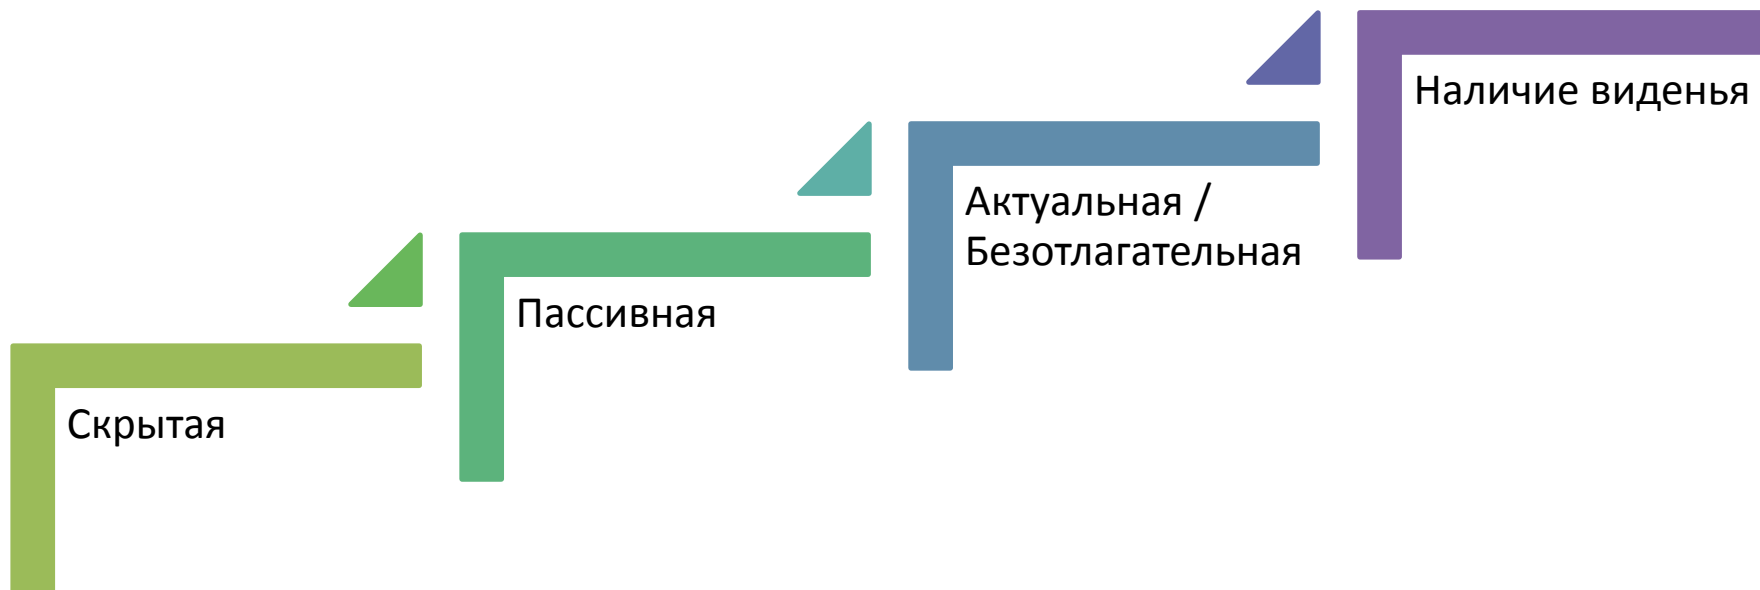 Наличие виденья
Актуальная /
Безотлагательная
Пассивная
Скрытая